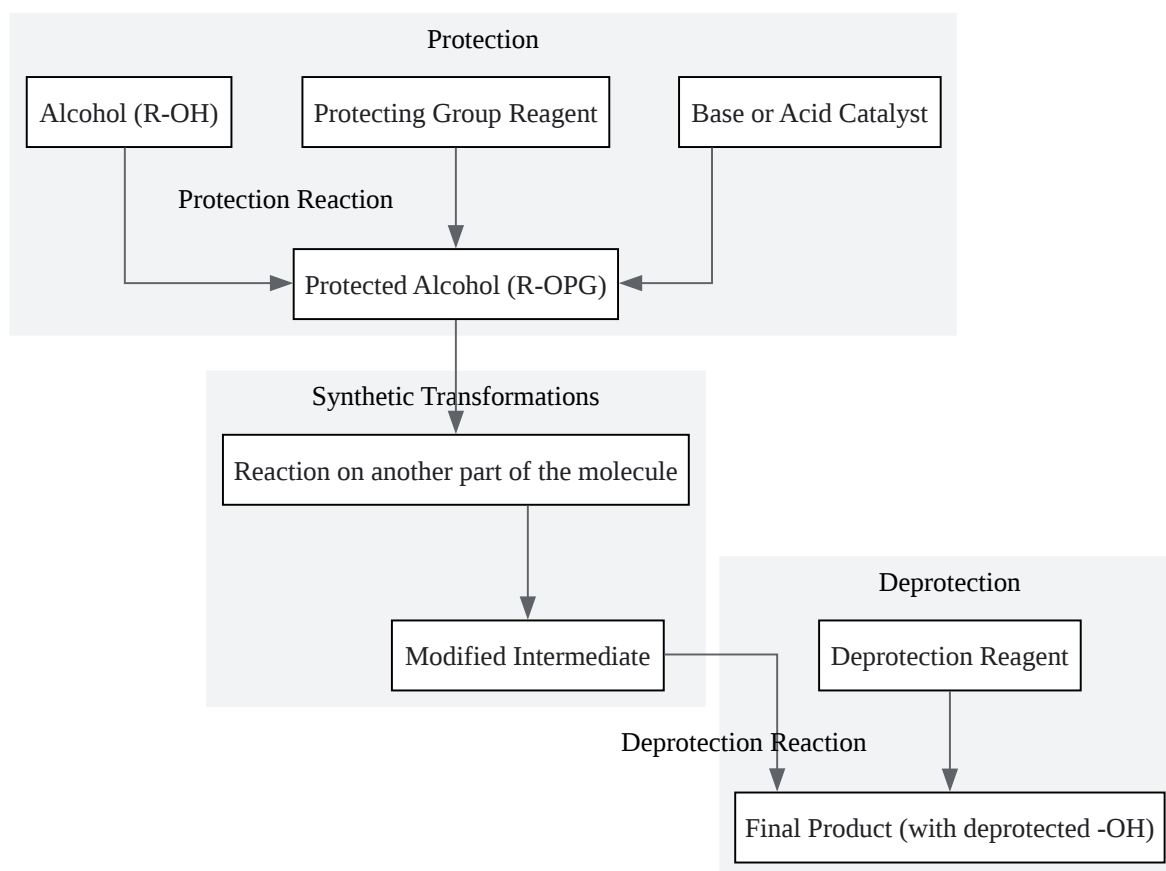 Protection
Alcohol (R-OH)
Protecting Group Reagent
Base or Acid Catalyst
Protection Reaction
Protected Alcohol (R-OPG)
Synthetic Transformations
Reaction on another part of the molecule
Deprotection
Modified Intermediate
Deprotection Reagent
Deprotection Reaction
Final Product (with deprotected -OH)